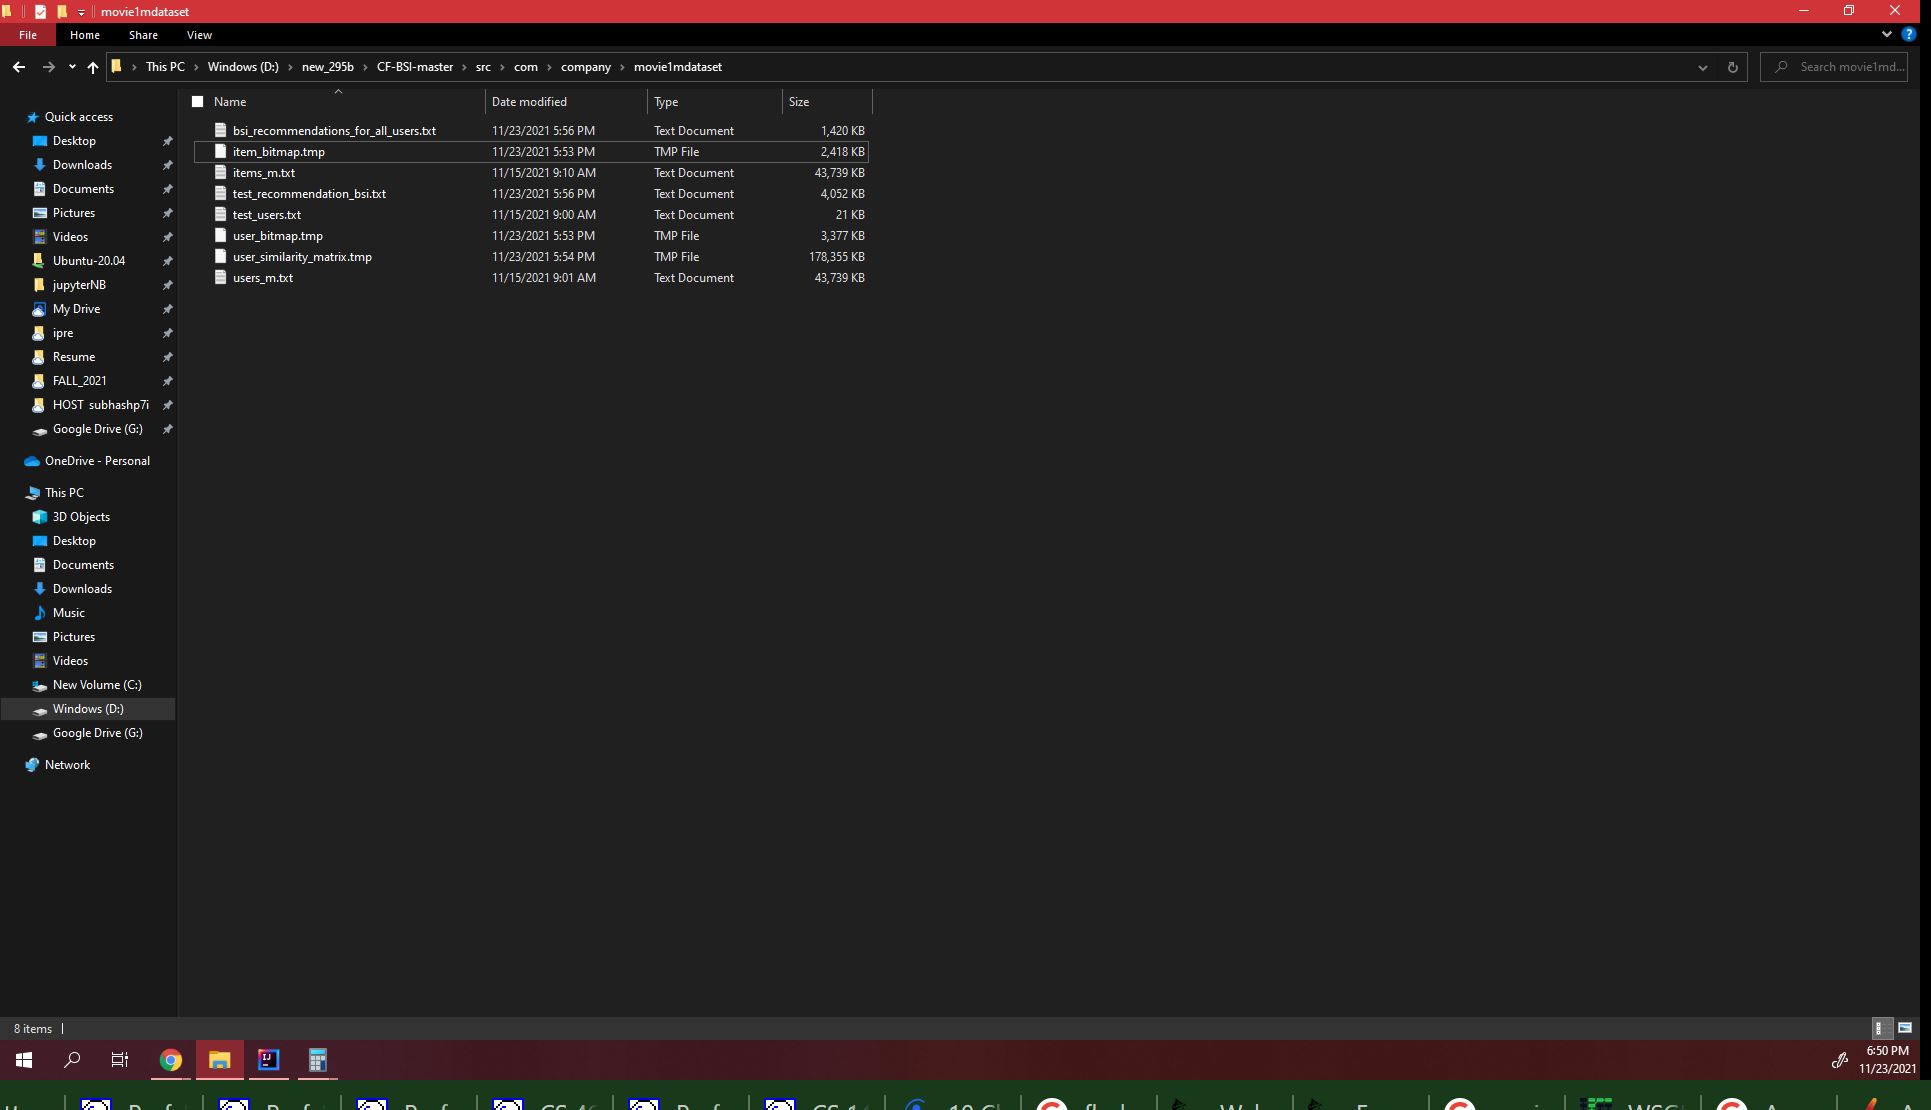 movie1mdataset
File Home Share View
This PC Windows (D:) new_295b CF-BSI-master src com company movie1mdataset
Search movie1md...
Name Date modified Type Size
bsi_recommendations_for_all_users.txt 11/23/2021 5:56 PM Text Document 1,420 KB
item_bitmap.tmp 11/23/2021 5:53 PM TMP File 2,418 KB
items_m.txt 11/15/2021 9:10 AM Text Document 43,739 KB
test_recommendation_bsi.txt 11/23/2021 5:56 PM Text Document 4,052 KB
test_users.txt 11/15/2021 9:00 AM Text Document 21 KB
user_bitmap.tmp 11/23/2021 5:53 PM TMP File 3,377 KB
user_similarity_matrix.tmp 11/23/2021 5:54 PM TMP File 178,355 KB
users_m.txt 11/15/2021 9:01 AM Text Document 43,739 KB
Quick access
Desktop
Downloads
Documents
Pictures
Videos
Ubuntu-20.04
jupyterNB
My Drive
ipre
Resume
FALL_2021
HOST subhashp7i
Google Drive (G:)
OneDrive - Personal
This PC
3D Objects
Desktop
Documents
Downloads
Music
Pictures
Videos
New Volume (C:)
Windows (D:)
Google Drive (G:)
Network
8 items
6:50 PM
11/23/2021